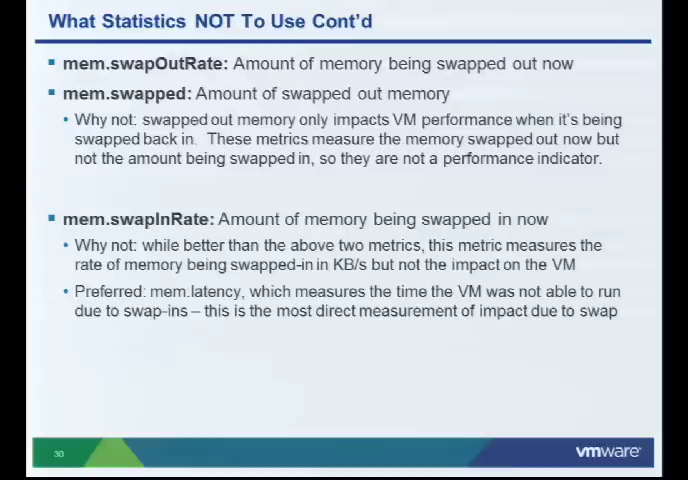 What Statistics NOT To Use Cont'd
mem.swapOutRate: Amount of memory being swapped out now
mem.swapped: Amount of swapped out memory
Why not: swapped out memory only impacts VM performance when it's being
swapped back in. These metrics measure the memory swapped out now but
not the amount being swapped in, so they are not a performance indicator.
mem.swapInRate: Amount of memory being swapped in now
Why not: while better than the above two metrics, this metric measures the
rate of memory being swapped-in in KB/s but not the impact on the VM
Preferred: mem.latency, which measures the time the VM was not able to run
due to swap-ins – this is the most direct measurement of impact due to swap
30
vmware